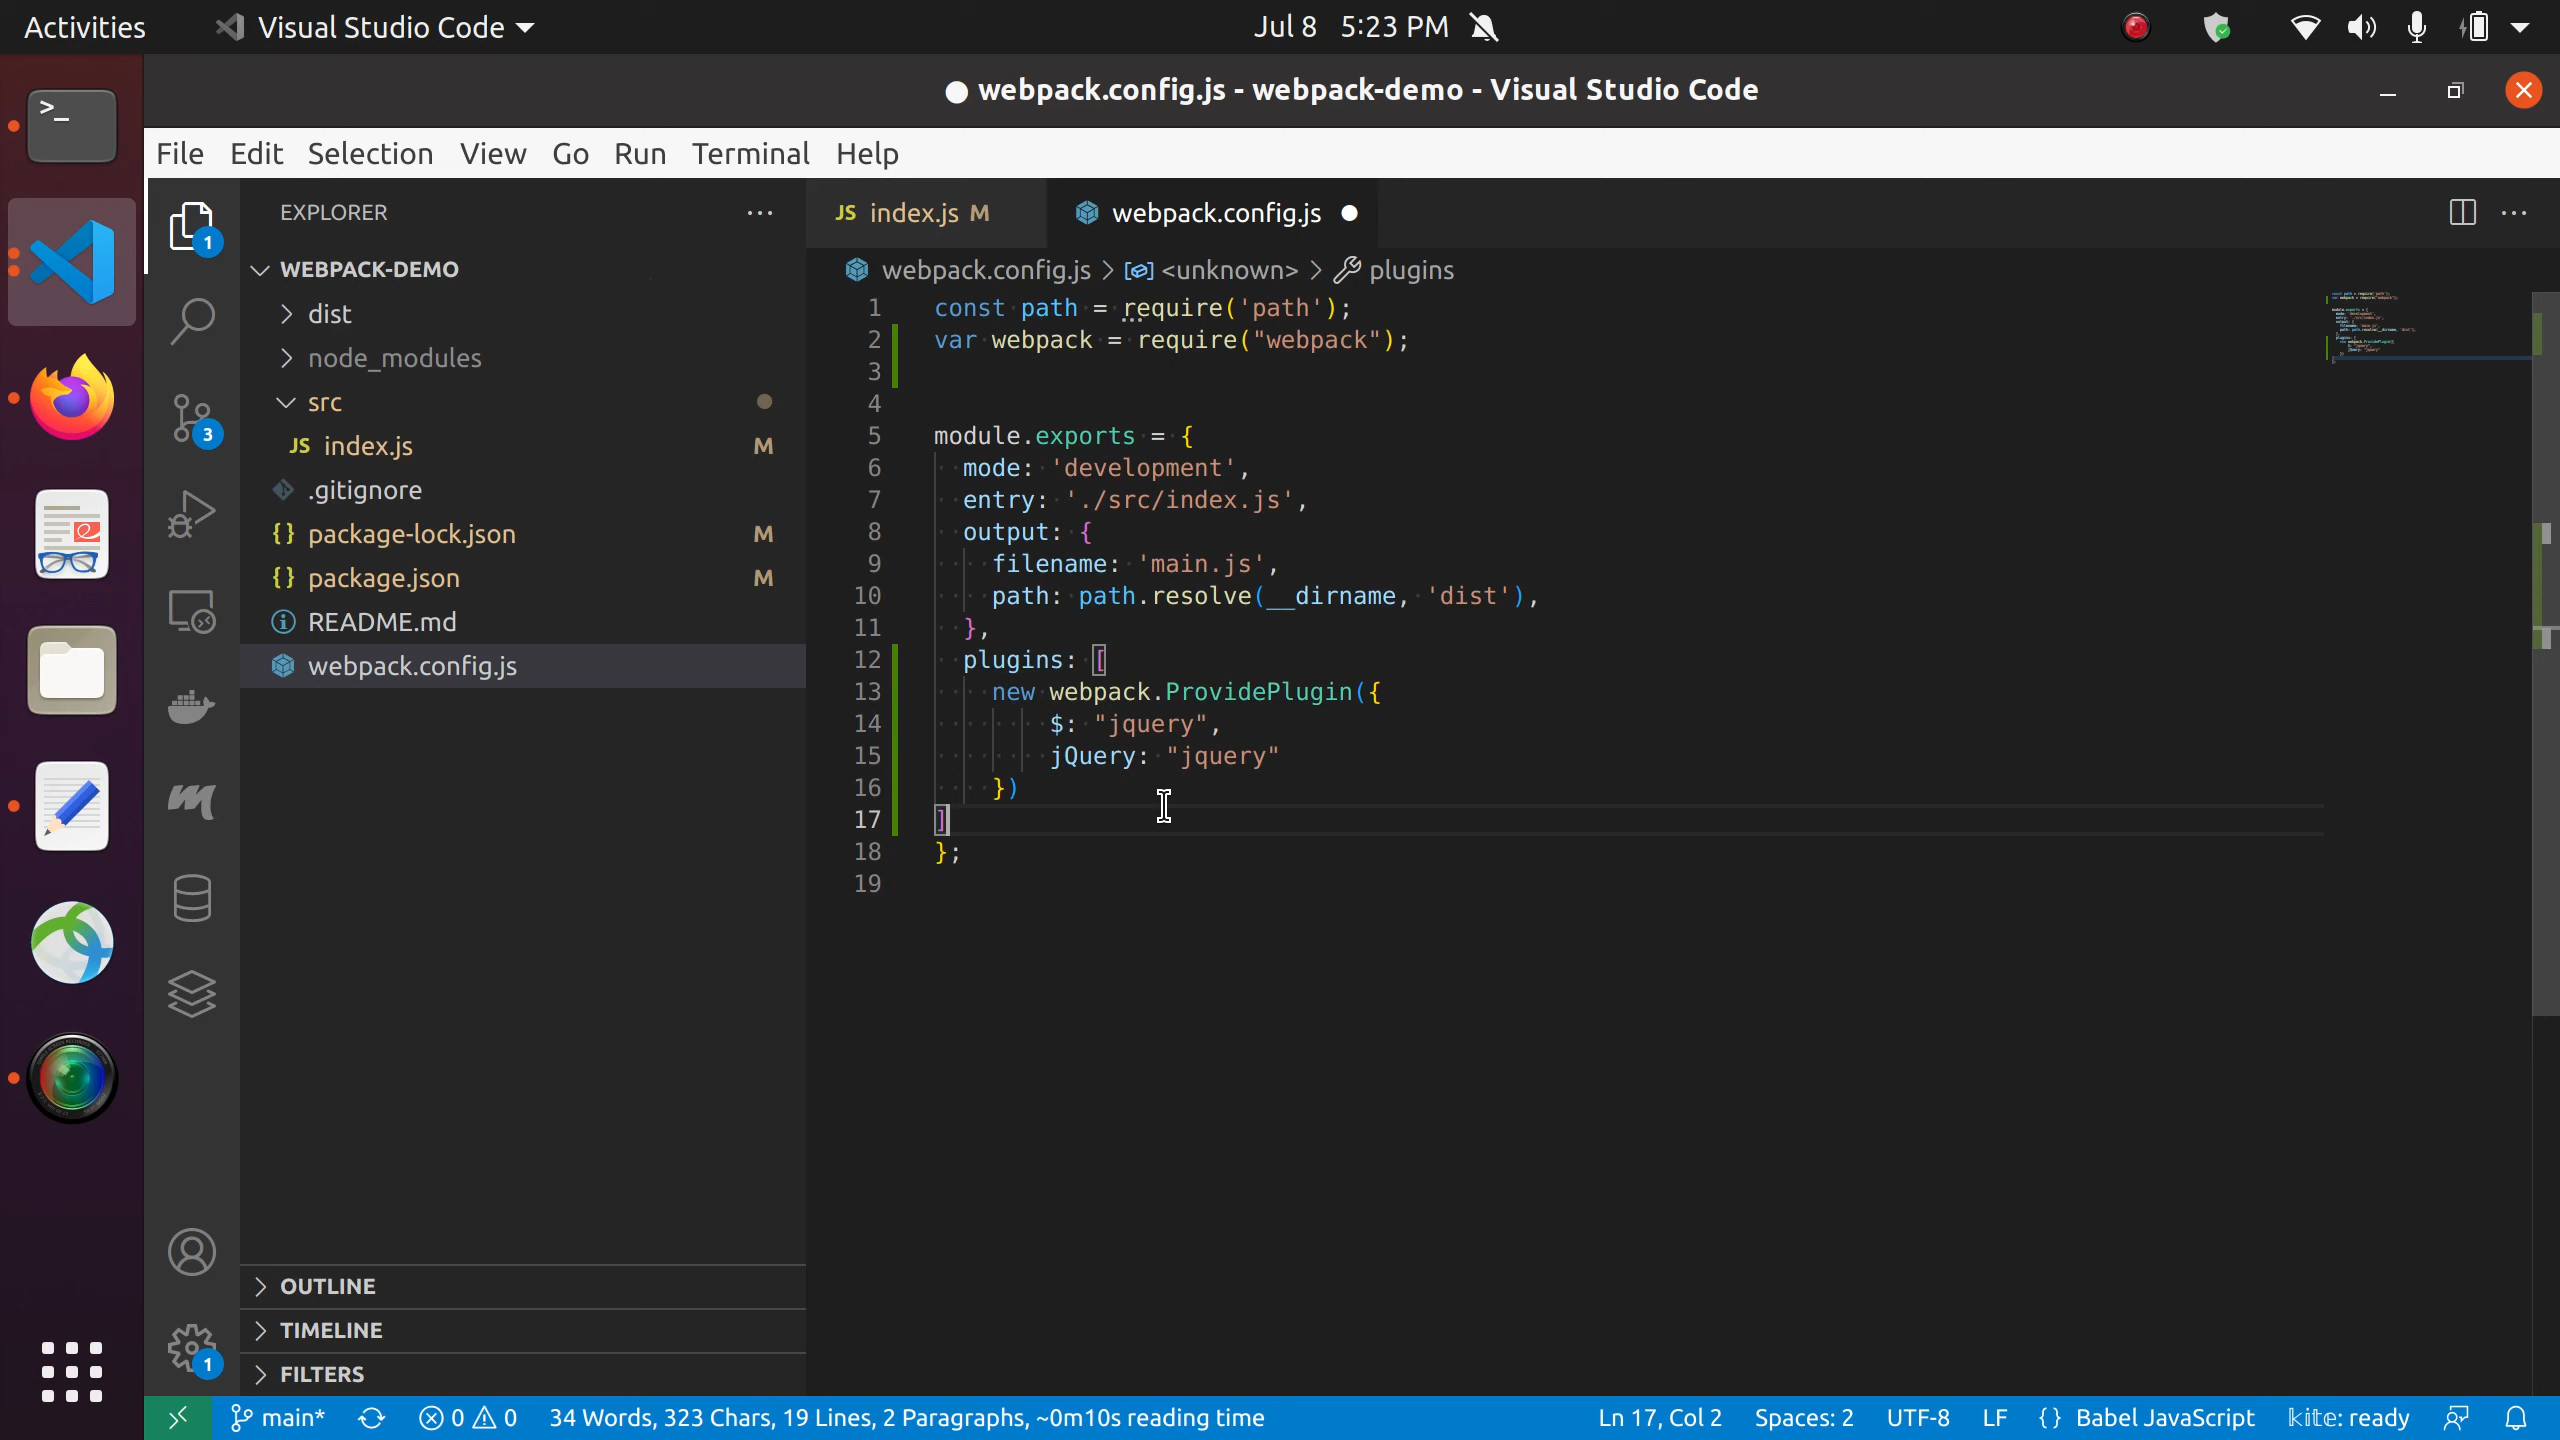 Activities
Visual Studio Code
Jul 8 5:23 PM
● webpack.config.js - webpack-demo - Visual Studio Code
File Edit Selection View Go Run Terminal Help
EXPLORER
WEBPACK-DEMO
dist
node_modules
src
JS index.js M
.gitignore
{} package-lock.json M
{} package.json M
README.md
webpack.config.js
OUTLINE
TIMELINE
FILTERS
1
3
1
JS index.js M
webpack.config.js
webpack.config.js > <unknown> > plugins
1 const path = require('path');
2 var webpack = require("webpack");
3
4
5 module.exports = {
6 mode: 'development',
7 entry: './src/index.js',
8 output: {
9 filename: 'main.js',
10 path: path.resolve(__dirname, 'dist'),
11 },
12 plugins: [
13 new webpack.ProvidePlugin({
14 $: "jquery",
15 jQuery: "jquery"
16 })
17 ]
18 };
19
main* 0 0 34 Words, 323 Chars, 19 Lines, 2 Paragraphs, ~0m10s reading time Ln 17, Col 2 Spaces: 2 UTF-8 LF {} Babel JavaScript kite: ready